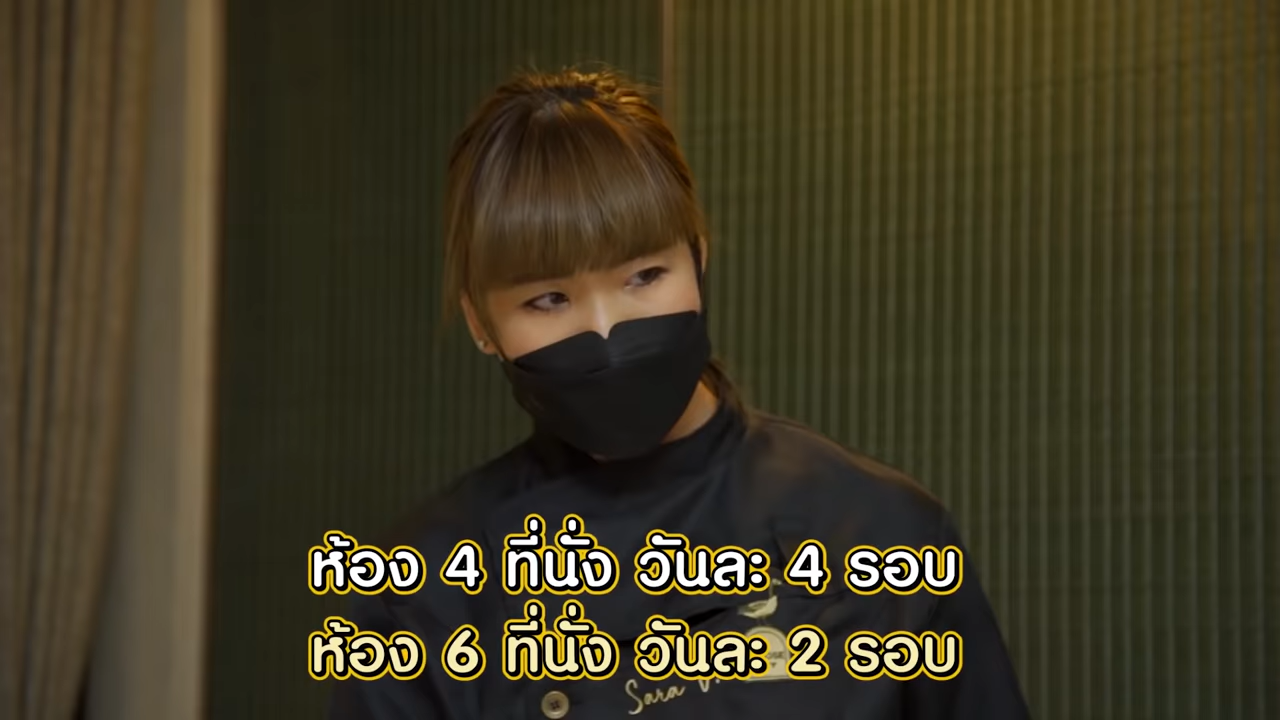 ห้อง 4 ที่นั่ง วันละ 4 รอบ
ห้อง 6 ที่นั่ง วันละ 2 รอบ
Sara